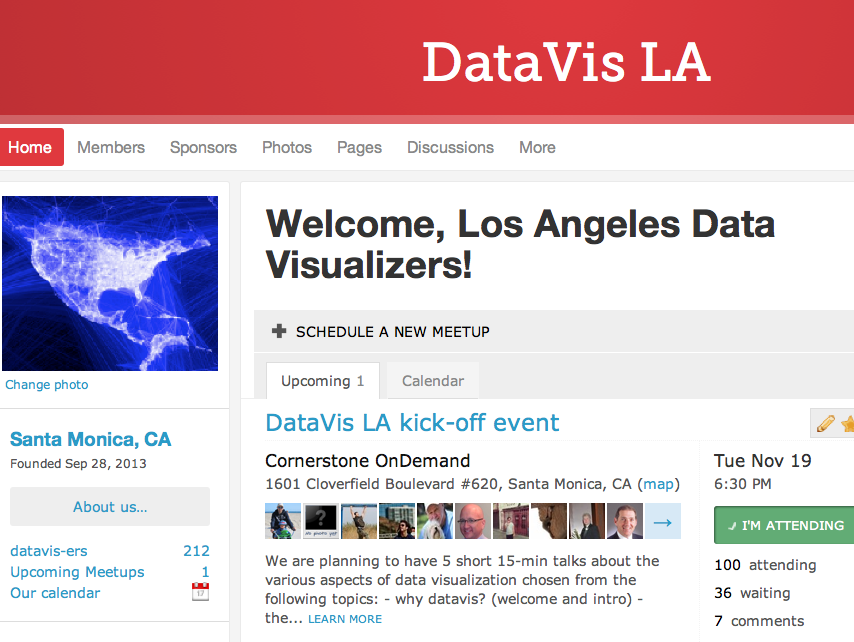 DataVis LA
Home Members Sponsors Photos Pages Discussions More
Change photo
Santa Monica, CA
Founded Sep 28, 2013
About us...
datavis-ers 212
Upcoming Meetups 1
Our calendar 17
Welcome, Los Angeles Data
Visualizers!
SCHEDULE A NEW MEETUP
Upcoming 1 Calendar
DataVis LA kick-off event
Cornerstone OnDemand
1601 Cloverfield Boulevard #620, Santa Monica, CA (map)
We are planning to have 5 short 15-min talks about the
various aspects of data visualization chosen from the
following topics: - why datavis? (welcome and intro) -
the... LEARN MORE
Tue Nov 19
6:30 PM
I'M ATTENDING
100 attending
36 waiting
7 comments